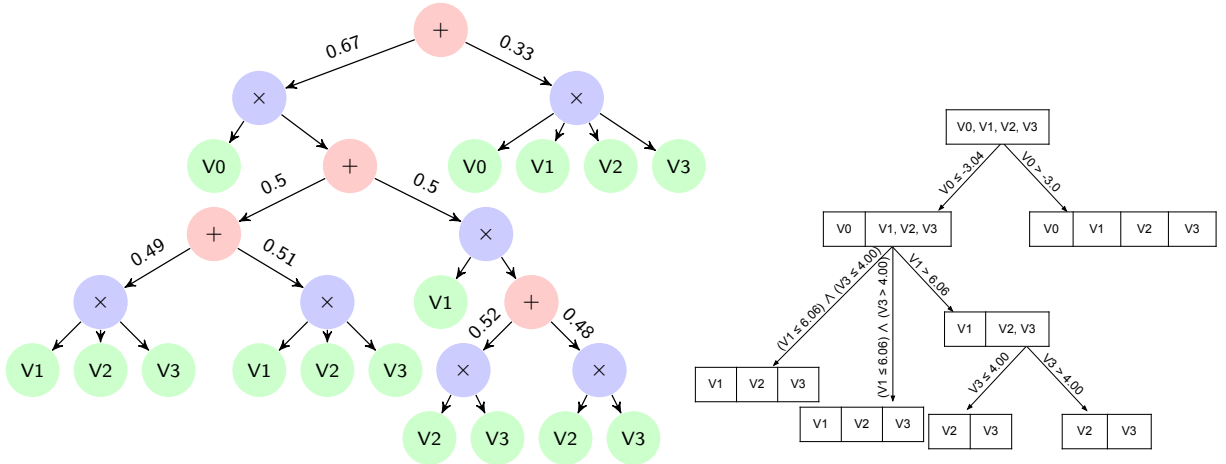 +
0.67
0.33
×
×
V0
+
V0
V1
V2
V3
0.5
0.5
+
×
0.49
0.51
×
×
V1
+
V1
V2
V3
V1
V2
V3
0.52
0.48
×
×
V2
V3
V2
V3
V0, V1, V2, V3
V0 ≤ -3.04
V0 > -3.0
V0
V1, V2, V3
V0
V1
V2
V3
(V1 ≤ 6.06) ∧ (V3 ≤ 4.00)
(V1 ≤ 6.06) ∧ (V3 > 4.00)
V1 > 6.06
V1
V2, V3
V3 ≤ 4.00
V3 > 4.00
V1
V2
V3
V1
V2
V3
V2
V3
V2
V3